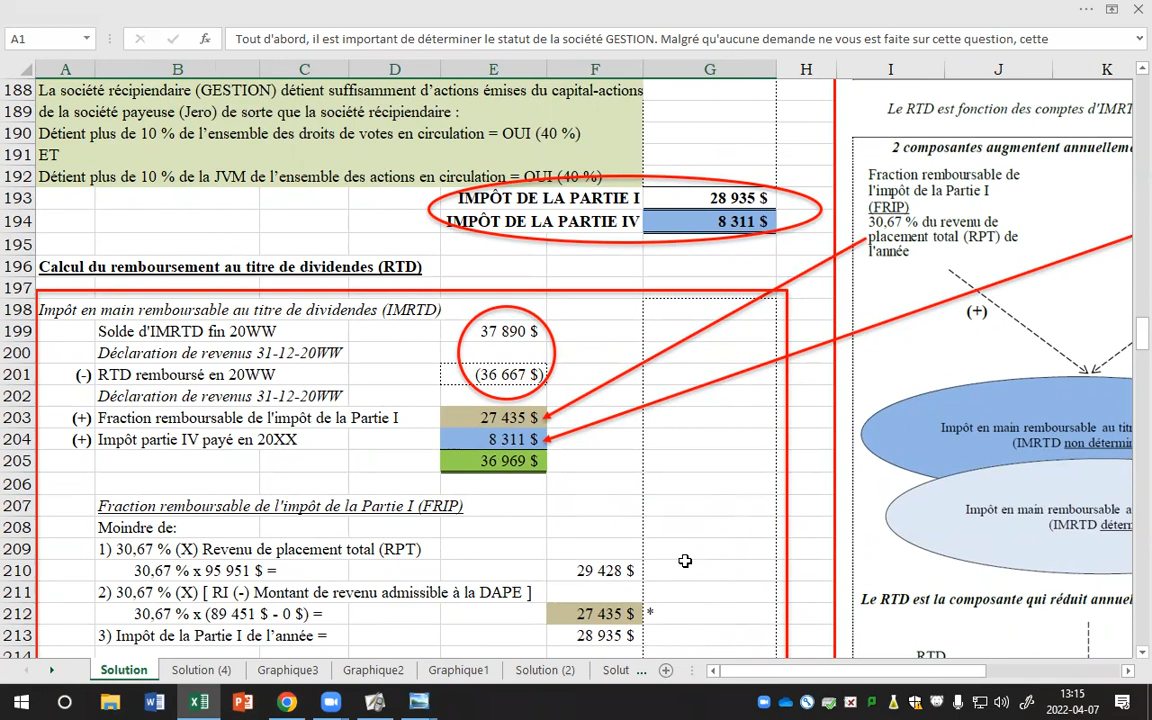 A1
Tout d'abord, il est important de déterminer le statut de la société GESTION. Malgré qu'aucune demande ne vous est faite sur cette question, cette
A B C D E F G H I J K
188 La société récipiendaire (GESTION) détient suffisamment d'actions émises du capital-actions
189 de la société payeuse (Jero) de sorte que la société récipiendaire :
190 Détient plus de 10 % de l'ensemble des droits de votes en circulation = OUI (40 %)
191 ET
192 Détient plus de 10 % de la JVM de l'ensemble des actions en circulation = OUI (40 %)
193 IMPÔT DE LA PARTIE I 28 935 $
194 IMPÔT DE LA PARTIE IV 8 311 $
195
196 Calcul du remboursement au titre de dividendes (RTD)
197
198 Impôt en main remboursable au titre de dividendes (IMRTD)
199 Solde d'IMRTD fin 20WW 37 890 $
200 Déclaration de revenus 31-12-20WW
201 (-) RTD remboursé en 20WW (36 667 $)
202 Déclaration de revenus 31-12-20WW
203 (+) Fraction remboursable de l'impôt de la Partie I 27 435 $
204 (+) Impôt partie IV payé en 20XX 8 311 $
205 36 969 $
206
207 Fraction remboursable de l'impôt de la Partie I (FRIP)
208 Moindre de:
209 1) 30,67 % (X) Revenu de placement total (RPT)
210 30,67 % x 95 951 $ = 29 428 $
211 2) 30,67 % (X) [ RI (-) Montant de revenu admissible à la DAPE ]
212 30,67 % x (89 451 $ - 0 $) = 27 435 $ *
213 3) Impôt de la Partie I de l'année = 28 935 $
214
Le RTD est fonction des comptes d'IMRT
2 composantes augmentent annuelleme
Fraction remboursable de
l'impôt de la Partie I
(FRIP)
30,67 % du revenu de
placement total (RPT) de
l'année
(+)
Impôt en main remboursable au tit
(IMRTD non détermi
Impôt en main remboursable a
(IMRTD déter
Le RTD est la composante qui réduit annue
RTD
Solution Solution (4) Graphique3 Graphique2 Graphique1 Solution (2) Solut ...
13:15
2022-04-07